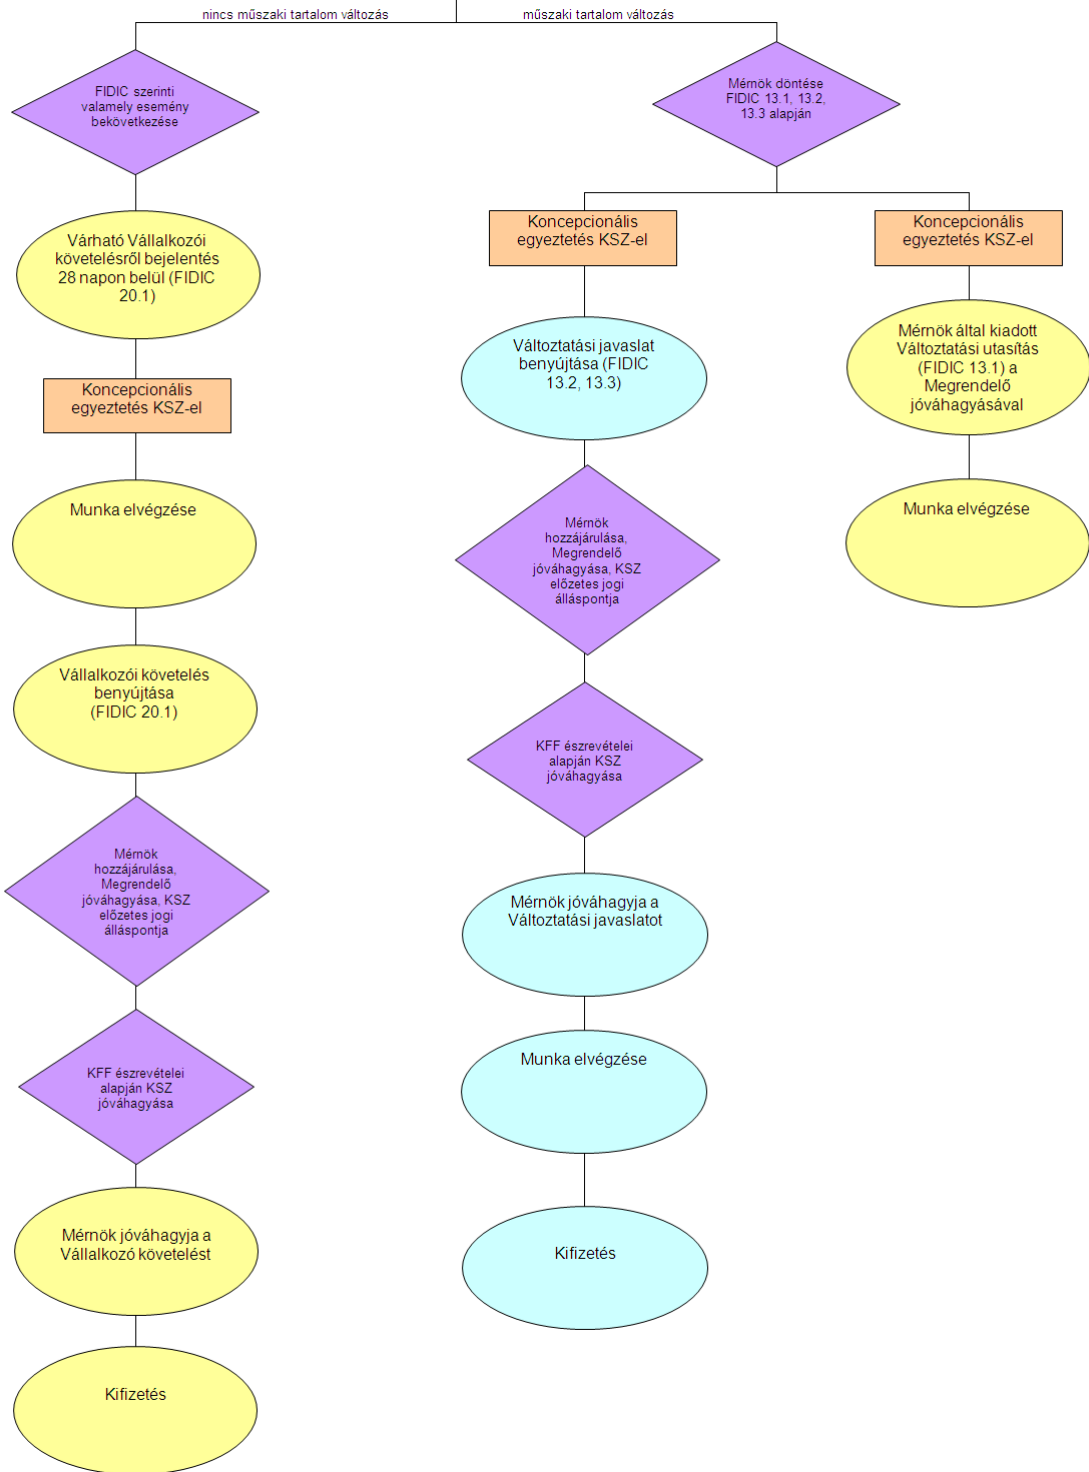 nincs műszaki tartalom változás
műszaki tartalom változás
FIDIC szerinti
valamely esemény
bekövetkezése
Várható Vállalkozói
követelésről bejelentés
28 napon belül (FIDIC
20.1)
Koncepcionális
egyeztetés KSZ-el
Munka elvégzése
Vállalkozói követelés
benyújtása
(FIDIC 20.1)
Mérnök
hozzájárulása,
Megrendelő
jóváhagyása, KSZ
előzetes jogi
álláspontja
KFF észrevételei
alapján KSZ
jóváhagyása
Mérnök jóváhagyja a
Vállalkozó követelést
Kifizetés
Mérnök döntése
FIDIC 13.1, 13.2,
13.3 alapján
Koncepcionális
egyeztetés KSZ-el
Változtatási javaslat
benyújtása (FIDIC
13.2, 13.3)
Mérnök
hozzájárulása,
Megrendelő
jóváhagyása, KSZ
előzetes jogi
álláspontja
KFF észrevételei
alapján KSZ
jóváhagyása
Mérnök jóváhagyja a
Változtatási javaslatot
Munka elvégzése
Kifizetés
Koncepcionális
egyeztetés KSZ-el
Mérnök által kiadott
Változtatási utasítás
(FIDIC 13.1) a
Megrendelő
jóváhagyásával
Munka elvégzése